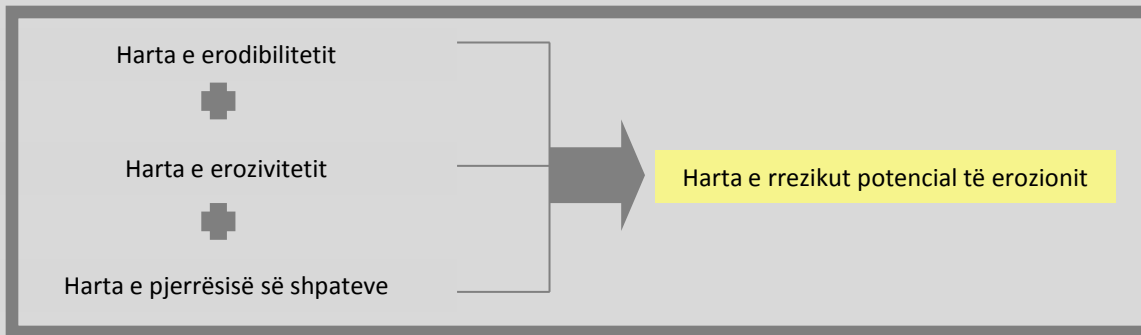 Harta e erodibilitetit
Harta e erozivitetit
Harta e pjerrësisë së shpateve
Harta e rrezikut potencial të erozionit